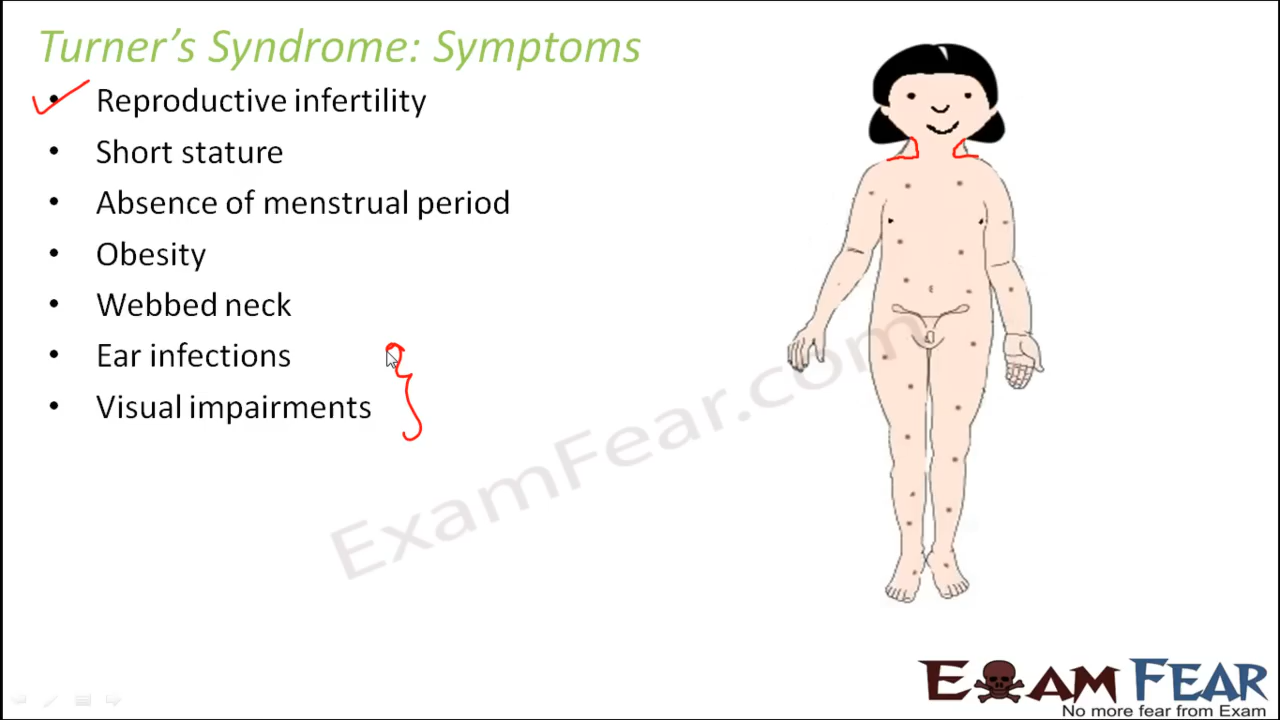 Turner's Syndrome: Symptoms
• Reproductive infertility
• Short stature
• Absence of menstrual period
• Obesity
• Webbed neck
• Ear infections
• Visual impairments
ExamFear.com
EXAM FEAR
No more fear from Exam